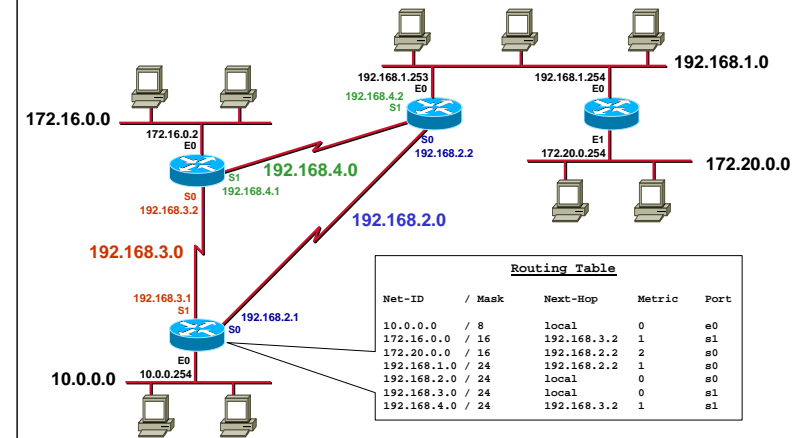 192.168.1.0
192.168.1.253
E0
192.168.1.254
E0
192.168.4.2
S1
172.16.0.0
172.16.0.2
E0
S0
192.168.2.2
E1
172.20.0.254
172.20.0.0
192.168.4.0
S1
192.168.4.1
S0
192.168.3.2
192.168.2.0
192.168.3.0
192.168.3.1
S1
192.168.2.1
S0
E0
10.0.0.254
10.0.0.0
Routing Table
Net-ID / Mask Next-Hop Metric Port
10.0.0.0 / 8 local 0 e0
172.16.0.0 / 16 192.168.3.2 1 s1
172.20.0.0 / 16 192.168.2.2 2 s0
192.168.1.0 / 24 192.168.2.2 1 s0
192.168.2.0 / 24 local 0 s0
192.168.3.0 / 24 local 0 s1
192.168.4.0 / 24 192.168.3.2 1 s1